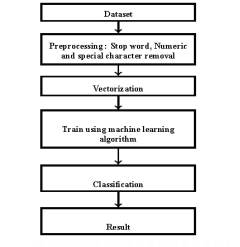 Dataset
Preprocessing : Stop word, Numeric
and special character removal
Vectorization
Train using machine learning
algorithm
Classification
Result